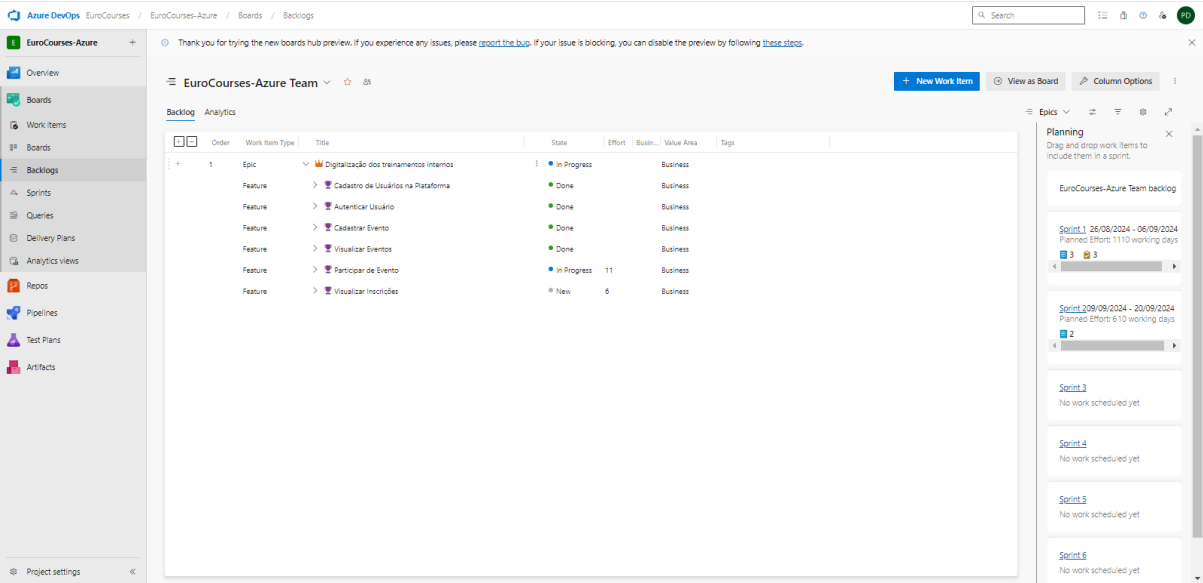 Azure DevOps EuroCourses / EuroCourses-Azure / Boards / Backlogs Search PD
E EuroCourses-Azure +
Thank you for trying the new boards hub preview. If you experience any issues, please report the bug. If your issue is blocking, you can disable the preview by following these steps.
Overview
Boards
Work items
Boards
Backlogs
Sprints
Queries
Delivery Plans
Analytics views
Repos
Pipelines
Test Plans
Artifacts
Project settings
EuroCourses-Azure Team
+ New Work Item View as Board Column Options
Backlog Analytics
Epics
Order Work Item Type Title State Effort Busin... Value Area Tags
1 Epic Digitalização dos treinamentos internos In Progress Business
Feature Cadastro de Usuários na Plataforma Done Business
Feature Autenticar Usuário Done Business
Feature Cadastrar Evento Done Business
Feature Visualizar Eventos Done Business
Feature Participar de Evento In Progress 11 Business
Feature Visualizar Inscrições New 6 Business
Planning
Drag and drop work items to
include them in a sprint.
EuroCourses-Azure Team backlog
Sprint 1 26/08/2024 - 06/09/2024
Planned Effort: 11 10 working days
3 3
Sprint 2 09/09/2024 - 20/09/2024
Planned Effort: 6 10 working days
2
Sprint 3
No work scheduled yet
Sprint 4
No work scheduled yet
Sprint 5
No work scheduled yet
Sprint 6
No work scheduled yet